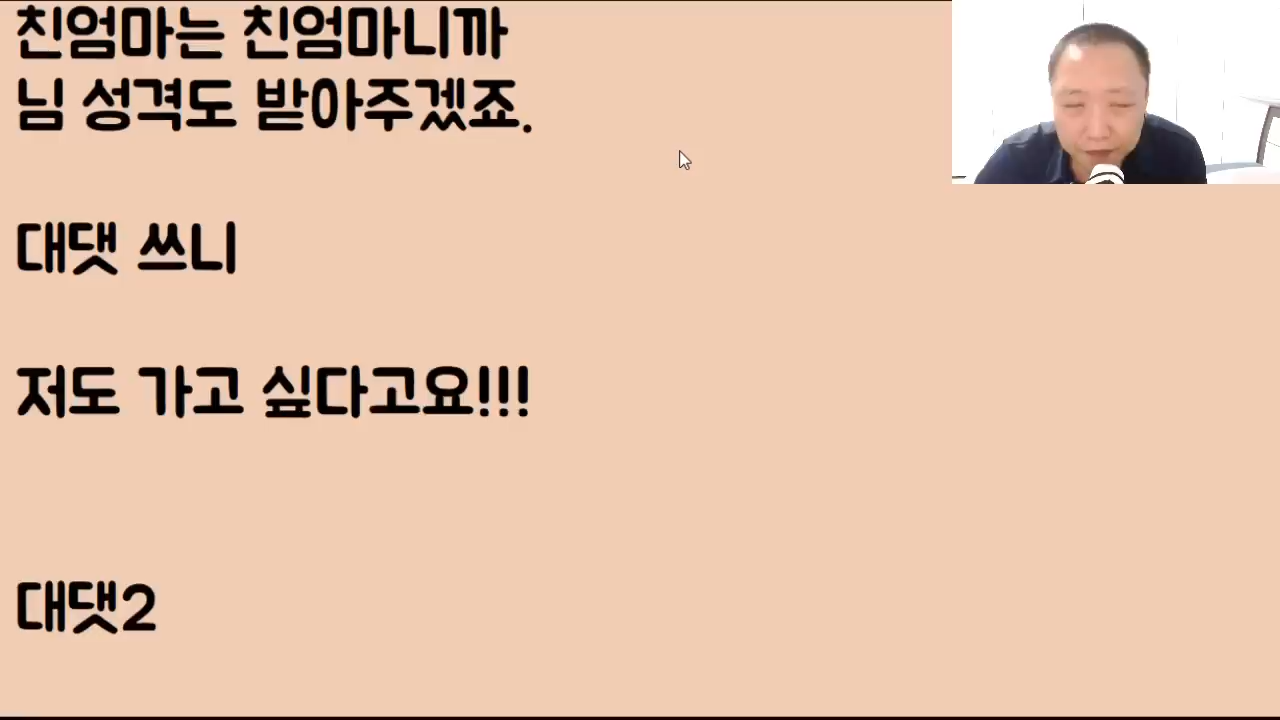 친엄마는 친엄마니까
님 성격도 받아주겠죠.
대댓 쓰니
저도 가고 싶다고요!!!
대댓2